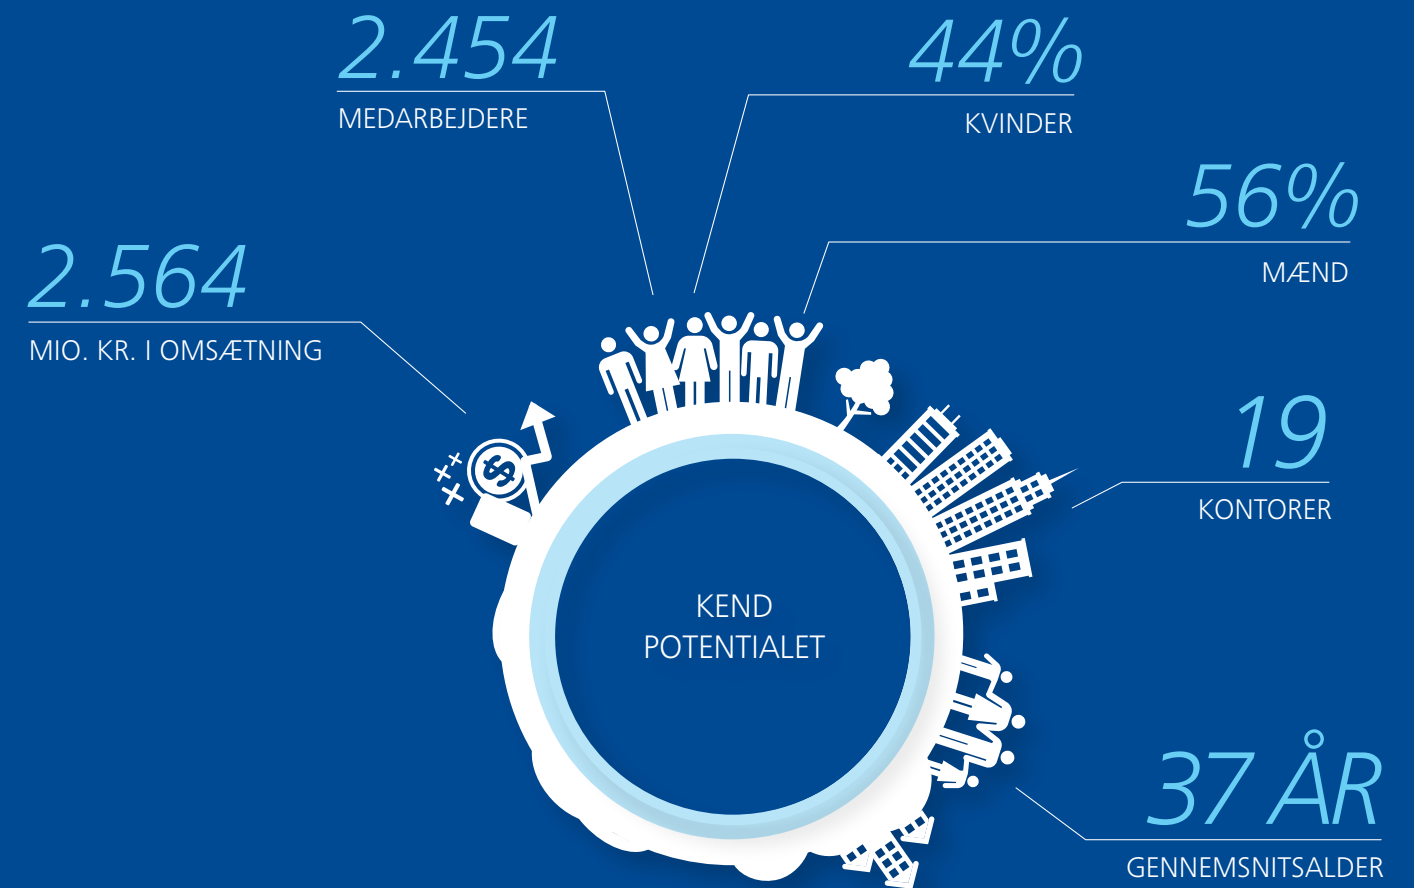 2.454
MEDARBEJDERE
44%
KVINDER
56%
MÆND
2.564
MIO. KR. I OMSÆTNING
19
KONTORER
$
KEND
POTENTIALET
37 ÅR
GENNEMSNITSALDER